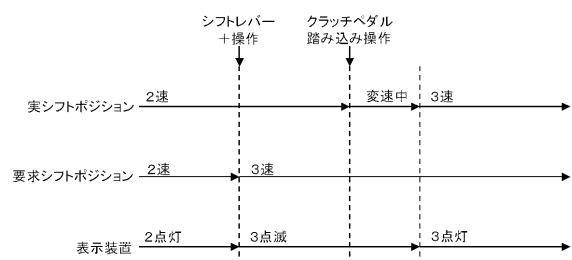 シフトレバー
＋操作
クラッチペダル
踏み込み操作
実シフトポジション
2速
変速中
3速
要求シフトポジション
2速
3速
表示装置
2点灯
3点滅
3点灯